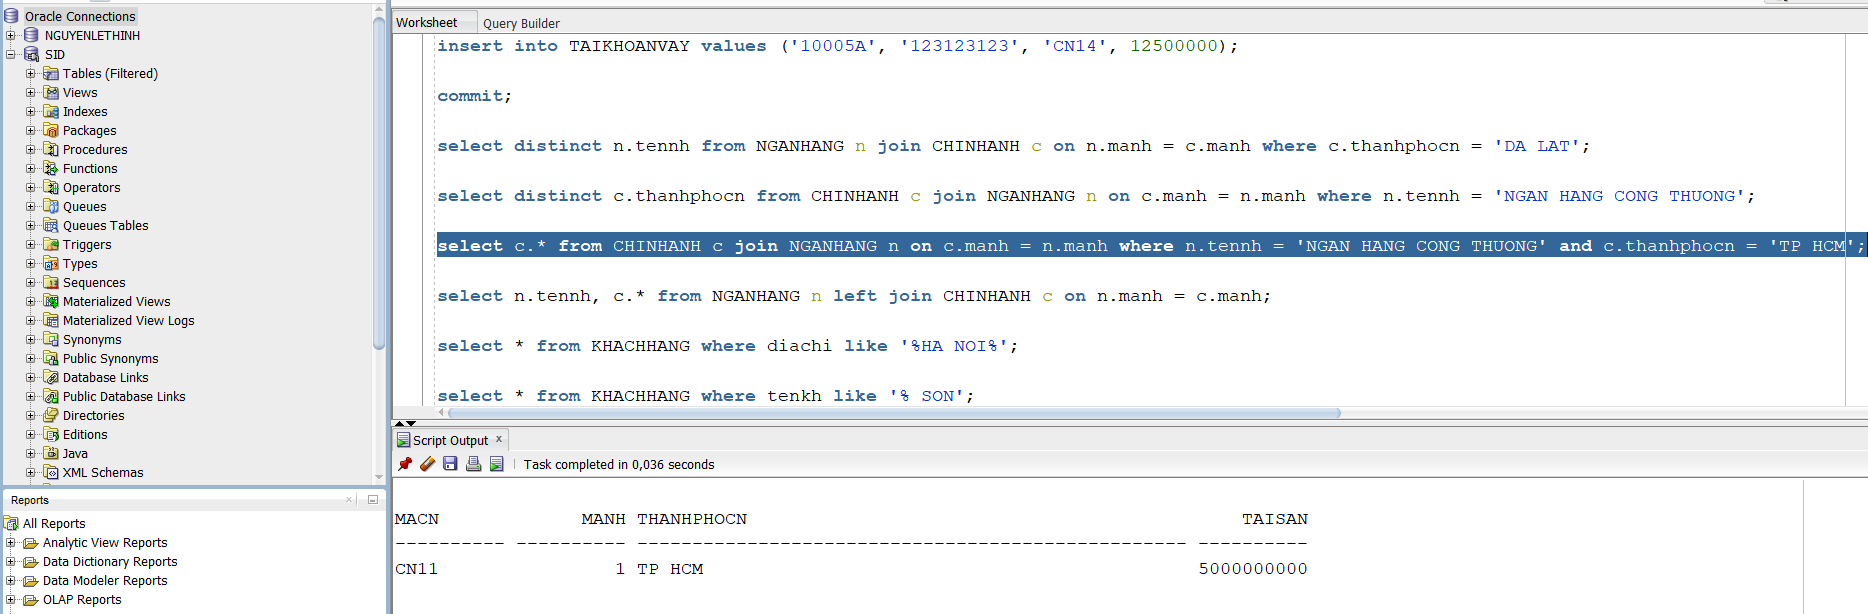 Oracle Connections
NGUYENLETHINH
SID
Tables (Filtered)
Views
Indexes
Packages
Procedures
Functions
Operators
Queues
Queues Tables
Triggers
Types
Sequences
Materialized Views
Materialized View Logs
Synonyms
Public Synonyms
Database Links
Public Database Links
Directories
Editions
Java
XML Schemas
Reports
All Reports
Analytic View Reports
Data Dictionary Reports
Data Modeler Reports
OLAP Reports
Worksheet Query Builder
insert into TAIKHOANVAY values ('10005A', '123123123', 'CN14', 12500000);
commit;
select distinct n.tennh from NGANHANG n join CHINHANH c on n.manh = c.manh where c.thanhphocn = 'DA LAT';
select distinct c.thanhphocn from CHINHANH c join NGANHANG n on c.manh = n.manh where n.tennh = 'NGAN HANG CONG THUONG';
select c.* from CHINHANH c join NGANHANG n on c.manh = n.manh where n.tennh = 'NGAN HANG CONG THUONG' and c.thanhphocn = 'TP HCM';
select n.tennh, c.* from NGANHANG n left join CHINHANH c on n.manh = c.manh;
select * from KHACHHANG where diachi like '%HA NOI%';
select * from KHACHHANG where tenkh like '% SON';
Script Output x
Task completed in 0,036 seconds
MACN MANH THANHPHOCN TAISAN
---------- ---------- -------------------------------------------------- ----------
CN11 1 TP HCM 5000000000